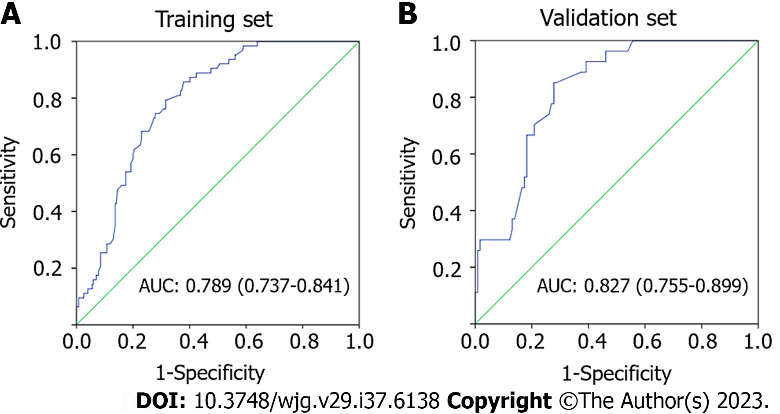 A
Training set
1.0
0.8
0.6
0.4
0.2
Sensitivity
AUC: 0.789 (0.737-0.841)
0.0 0.2 0.4 0.6 0.8 1.0
1-Specificity
B
Validation set
1.0
0.8
0.6
0.4
0.2
Sensitivity
AUC: 0.827 (0.755-0.899)
0.0 0.2 0.4 0.6 0.8 1.0
1-Specificity
DOI: 10.3748/wjg.v29.i37.6138 Copyright ©The Author(s) 2023.